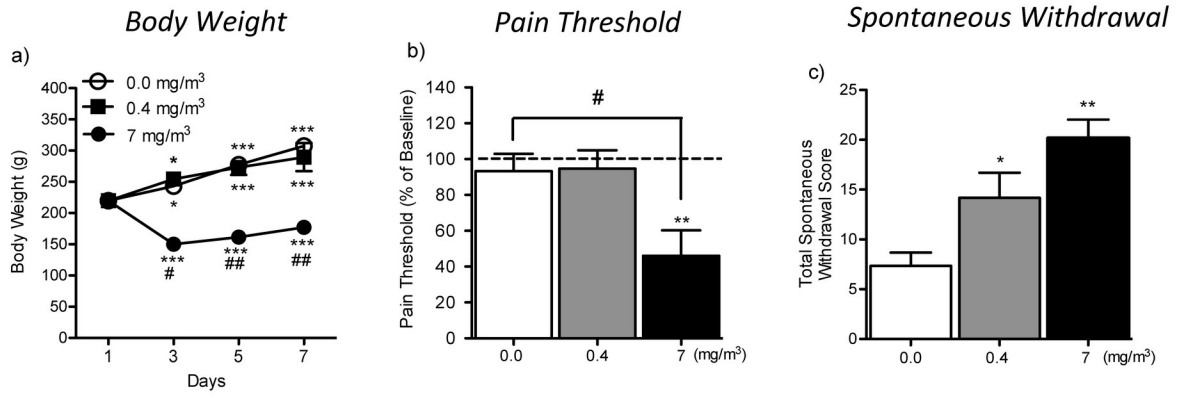 Body Weight
Pain Threshold
Spontaneous Withdrawal
a)
0.0 mg/m³
0.4 mg/m³
7 mg/m³
400
350
300
250
200
150
100
50
0
Body Weight (g)
*
*
***
#
***
***
***
##
***
***
***
##
1 3 5 7
Days
b)
140
120
100
80
60
40
20
0
Pain Threshold (% of Baseline)
#
**
0.0 0.4 7 (mg/m³)
c)
25
20
15
10
5
0
Total Spontaneous
Withdrawal Score
*
**
0.0 0.4 7 (mg/m³)